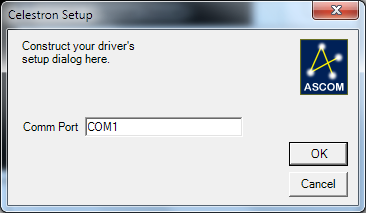 Celestron Setup
Construct your driver's
setup dialog here.
ASCOM
Comm Port COM1
OK
Cancel